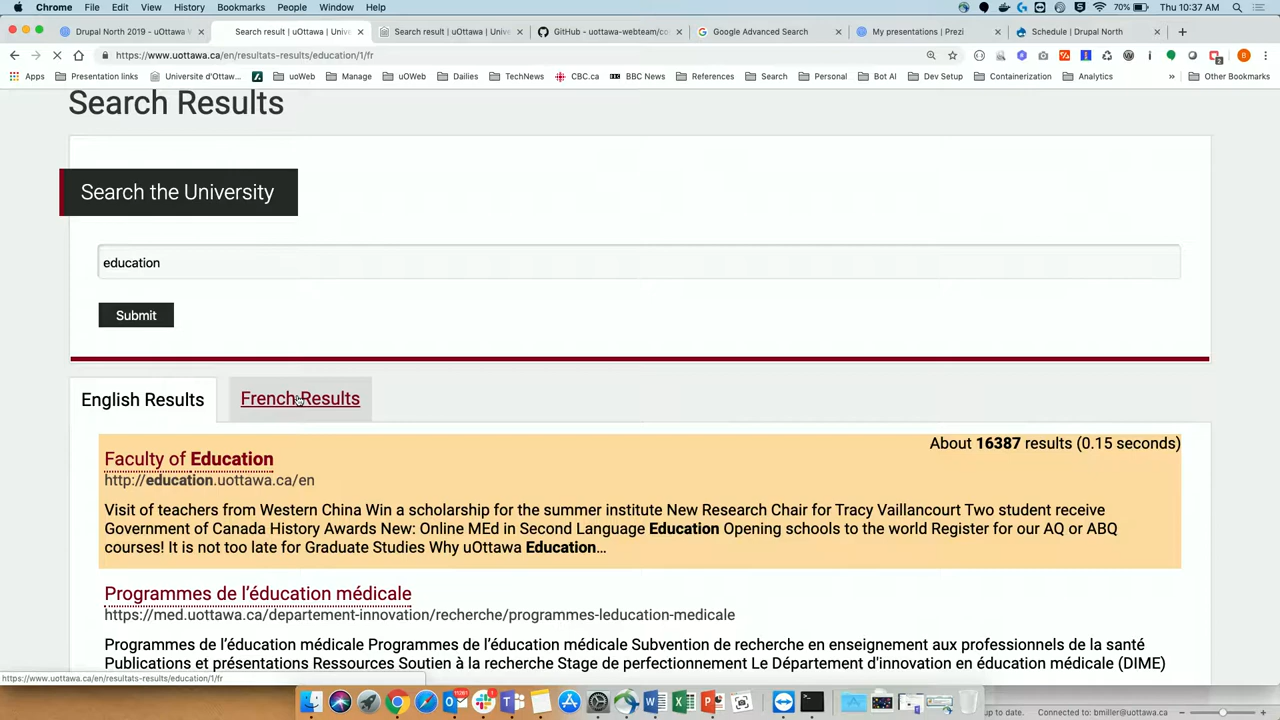 Chrome File Edit View History Bookmarks People Window Help
70% Thu 10:37 AM
Drupal North 2019 - uOttawa W
Search result | uOttawa | Unive
Search result | uOttawa | Unive
GitHub - uottawa-webteam/co
Google Advanced Search
My presentations | Prezi
Schedule | Drupal North
https://www.uottawa.ca/en/resultats-results/education/1/fr
Apps Presentation links Universite d'Ottaw... uoWeb Manage uOWeb Dailies TechNews CBC.ca BBC News References Search Personal Bot AI Dev Setup Containerization Analytics » Other Bookmarks
Search Results
Search the University
education
Submit
English Results
French Results
About 16387 results (0.15 seconds)
Faculty of Education
http://education.uottawa.ca/en
Visit of teachers from Western China Win a scholarship for the summer institute New Research Chair for Tracy Vaillancourt Two student receive
Government of Canada History Awards New: Online MEd in Second Language Education Opening schools to the world Register for our AQ or ABQ
courses! It is not too late for Graduate Studies Why uOttawa Education...
Programmes de l'éducation médicale
https://med.uottawa.ca/departement-innovation/recherche/programmes-leducation-medicale
Programmes de l'éducation médicale Programmes de l'éducation médicale Subvention de recherche en enseignement aux professionnels de la santé
Publications et présentations Ressources Soutien à la recherche Stage de perfectionnement Le Département d'innovation en éducation médicale (DIME)
https://www.uottawa.ca/en/resultats-results/education/1/fr
up to date. Connected to: bmiller@uottawa.ca